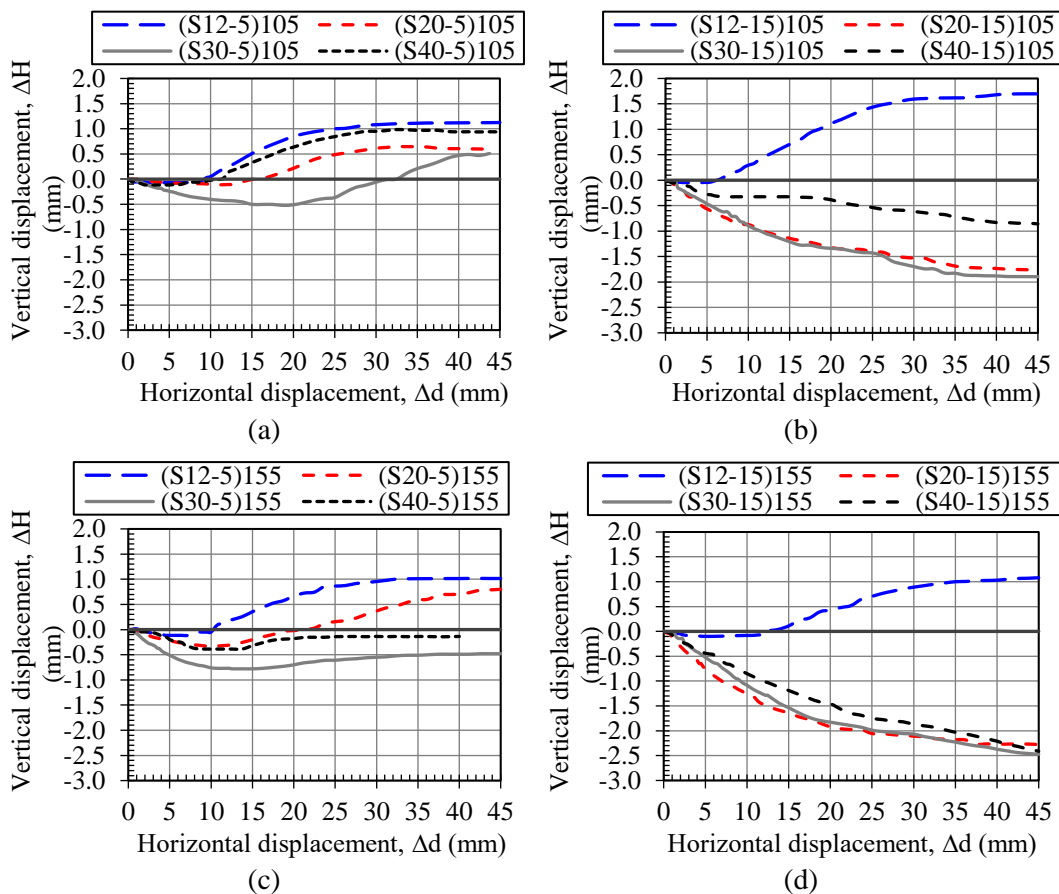 (S12-5)105 (S20-5)105
(S30-5)105 (S40-5)105
Vertical displacement, ΔH
(mm)
2.0
1.5
1.0
0.5
0.0
-0.5
-1.0
-1.5
-2.0
-2.5
-3.0
0 5 10 15 20 25 30 35 40 45
Horizontal displacement, Δd (mm)
(a)
(S12-15)105 (S20-15)105
(S30-15)105 (S40-15)105
Vertical displacement, ΔH
(mm)
2.0
1.5
1.0
0.5
0.0
-0.5
-1.0
-1.5
-2.0
-2.5
-3.0
0 5 10 15 20 25 30 35 40 45
Horizontal displacement, Δd (mm)
(b)
(S12-5)155 (S20-5)155
(S30-5)155 (S40-5)155
Vertical displacement, ΔH
(mm)
2.0
1.5
1.0
0.5
0.0
-0.5
-1.0
-1.5
-2.0
-2.5
-3.0
0 5 10 15 20 25 30 35 40 45
Horizontal displacement, Δd (mm)
(c)
(S12-15)155 (S20-15)155
(S30-15)155 (S40-15)155
Vertical displacement, ΔH
(mm)
2.0
1.5
1.0
0.5
0.0
-0.5
-1.0
-1.5
-2.0
-2.5
-3.0
0 5 10 15 20 25 30 35 40 45
Horizontal displacement, Δd (mm)
(d)